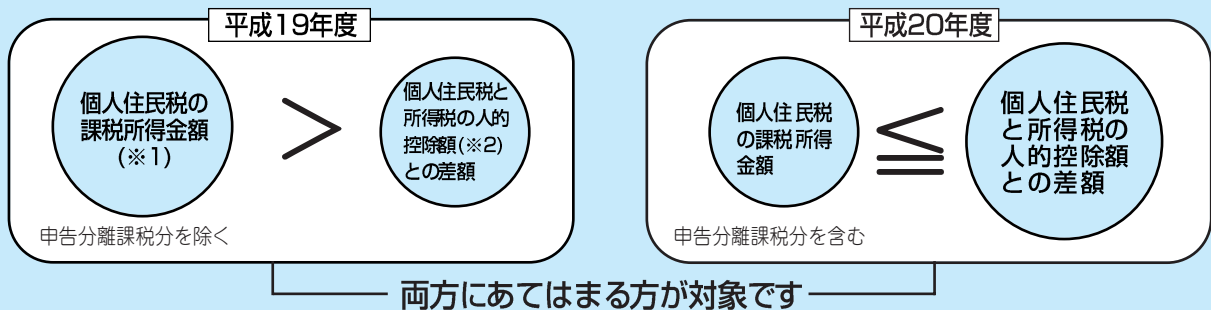 平成19年度
個人住民税の
課税所得金額
(※1)
＞
個人住民税と
所得税の人的
控除額(※2)
との差額
申告分離課税分を除く
平成20年度
個人住民税
の課税所得
金額
≦
個人住民税
と所得税の
人的控除額
との差額
申告分離課税分を含む
両方にあてはまる方が対象です